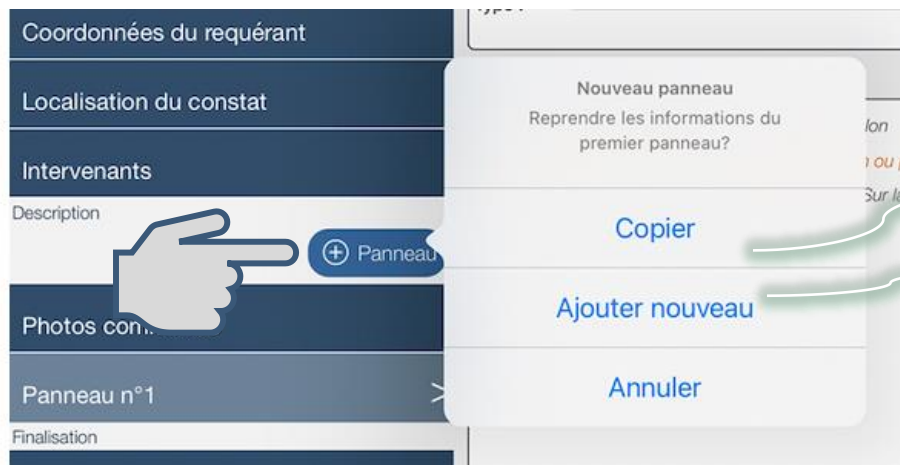 Coordonnées du requérant
Localisation du constat
Intervenants
Description
Panneau
Photos com
Panneau n°1
Finalisation
Nouveau panneau
Reprendre les informations du
premier panneau?
Copier
Ajouter nouveau
Annuler
ou
Sur la